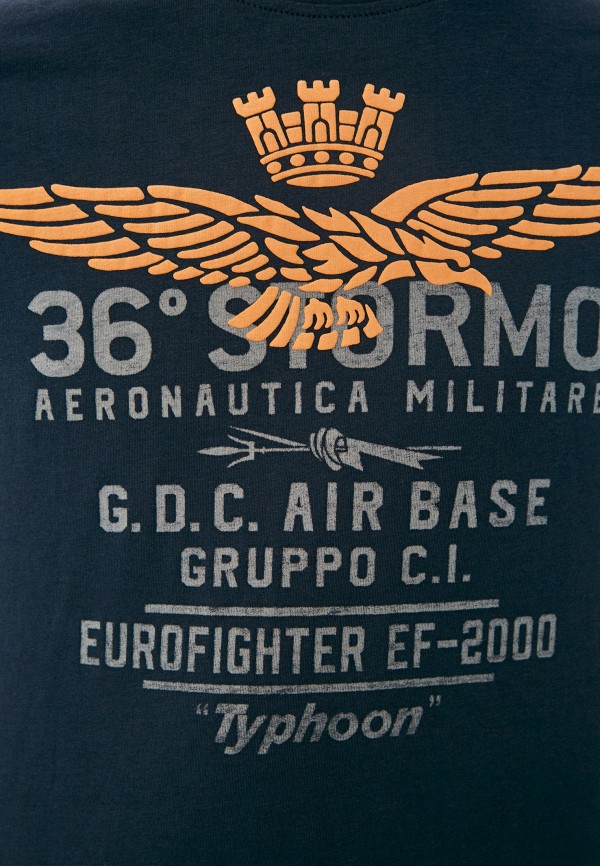 36° STORMO
AERONAUTICA MILITARE
G.D.C. AIR BASE
GRUPPO C.I.
EUROFIGHTER EF-2000
"Typhoon"